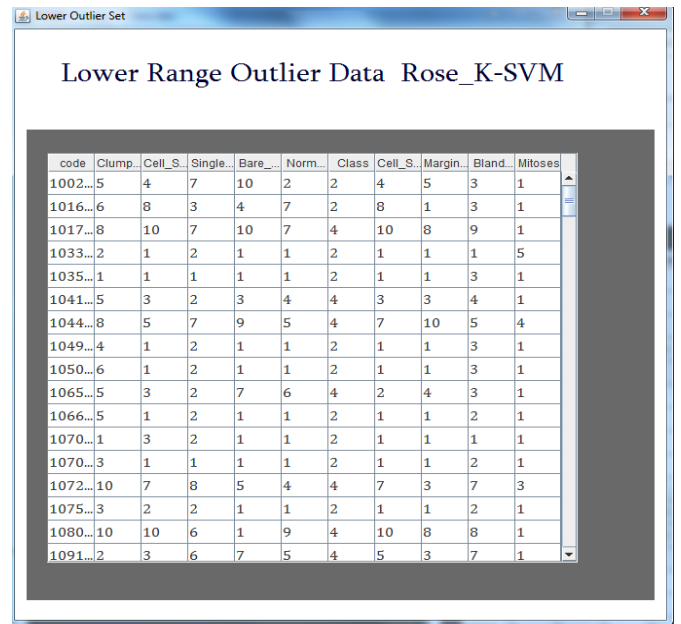 Lower Outlier Set
Lower Range Outlier Data Rose_K-SVM
code Clump... Cell_S... Single... Bare_... Norm... Class Cell_S... Margin... Bland... Mitoses
1002... 5 4 7 10 2 2 4 5 3 1
1016... 6 8 3 4 7 2 8 1 3 1
1017... 8 10 7 10 7 4 10 8 9 1
1033... 2 1 2 1 1 2 1 1 1 5
1035... 1 1 1 1 1 2 1 1 3 1
1041... 5 3 2 3 4 4 3 3 4 1
1044... 8 5 7 9 5 4 7 10 5 4
1049... 4 1 2 1 1 2 1 1 3 1
1050... 6 1 2 1 1 2 1 1 3 1
1065... 5 3 2 7 6 4 2 4 3 1
1066... 5 1 2 1 1 2 1 1 2 1
1070... 1 3 2 1 1 2 1 1 1 1
1070... 3 1 1 1 1 2 1 1 2 1
1072... 10 7 8 5 4 4 7 3 7 3
1075... 3 2 2 1 1 2 1 1 2 1
1080... 10 10 6 1 9 4 10 8 8 1
1091... 2 3 6 7 5 4 5 3 7 1